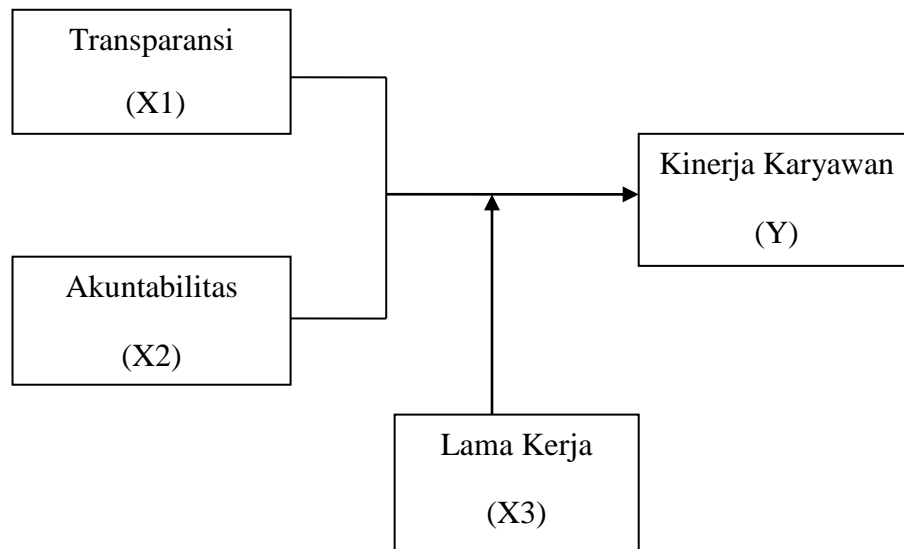 Transparansi
(X1)
Kinerja Karyawan
(Y)
Akuntabilitas
(X2)
Lama Kerja
(X3)